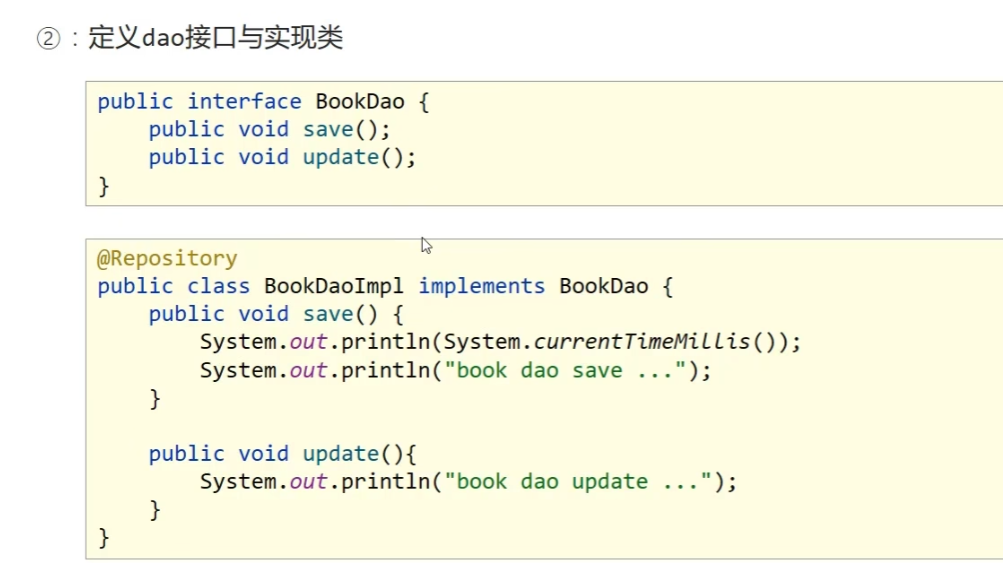 ②：定义dao接口与实现类
public interface BookDao {
    public void save();
    public void update();
}
@Repository
public class BookDaoImpl implements BookDao {
    public void save() {
        System.out.println(System.currentTimeMillis());
        System.out.println("book dao save ...");
    }
    public void update(){
        System.out.println("book dao update ...");
    }
}